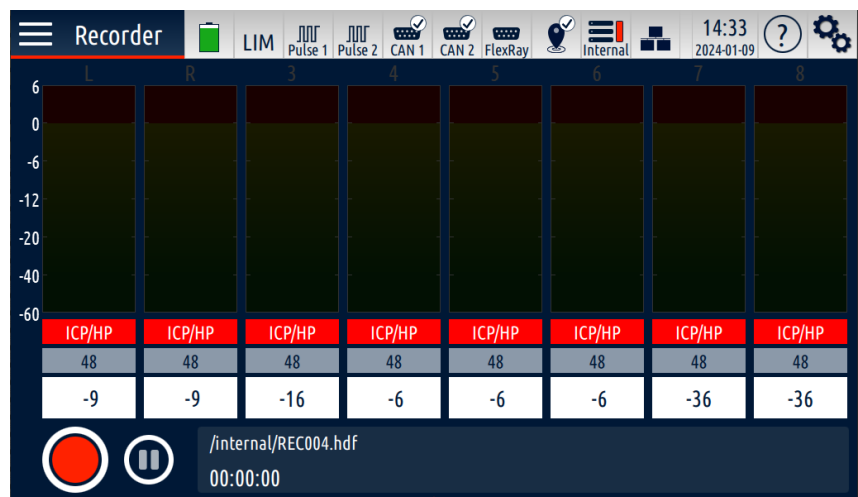 Recorder
LIM
Pulse 1
Pulse 2
CAN 1
CAN 2
FlexRay
Internal
14:33
2024-01-09
?
L R 3 4 5 6 7 8
6
0
-6
-12
-20
-40
-60
ICP/HP ICP/HP ICP/HP ICP/HP ICP/HP ICP/HP ICP/HP ICP/HP
48 48 48 48 48 48 48 48
-9 -9 -16 -6 -6 -6 -36 -36
/internal/REC004.hdf
00:00:00